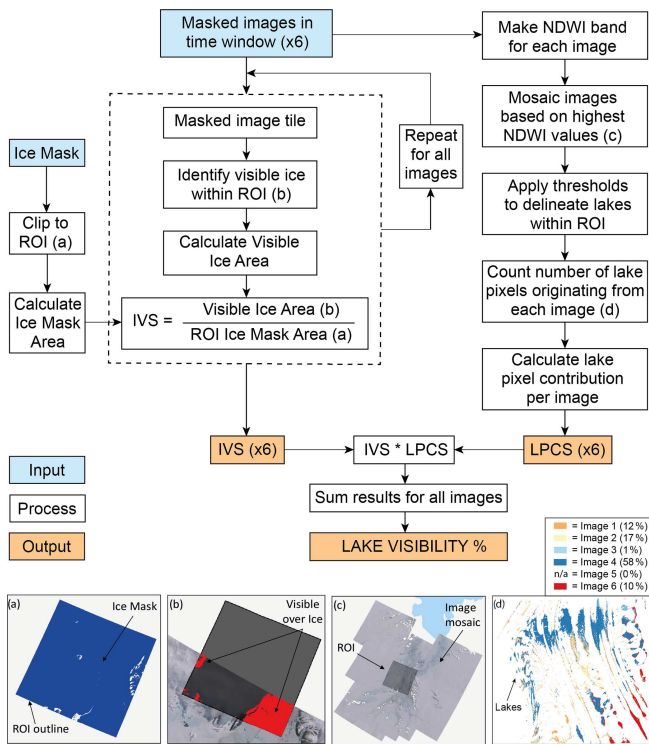 Masked images in
time window (x6)
Make NDWI band
for each image
Masked image tile
Repeat
for all
images
Mosaic images
based on highest
NDWI values (c)
Ice Mask
Identify visible ice
within ROI (b)
Apply thresholds
to delineate lakes
within ROI
Clip to
ROI (a)
Calculate Visible
Ice Area
Count number of lake
pixels originating from
each image (d)
Calculate
Ice Mask
Area
IVS =
Visible Ice Area (b)
ROI Ice Mask Area (a)
Calculate lake
pixel contribution
per image
IVS (x6)
IVS * LPCS
LPCS (x6)
Input
Process
Output
Sum results for all images
LAKE VISIBILITY %
= Image 1 (12%)
= Image 2 (17%)
= Image 3 (1%)
= Image 4 (58%)
n/a = Image 5 (0%)
= Image 6 (10%)
(a)
Ice Mask
ROI outline
(b)
Visible
over Ice
(c)
Image
mosaic
ROI
(d)
Lakes